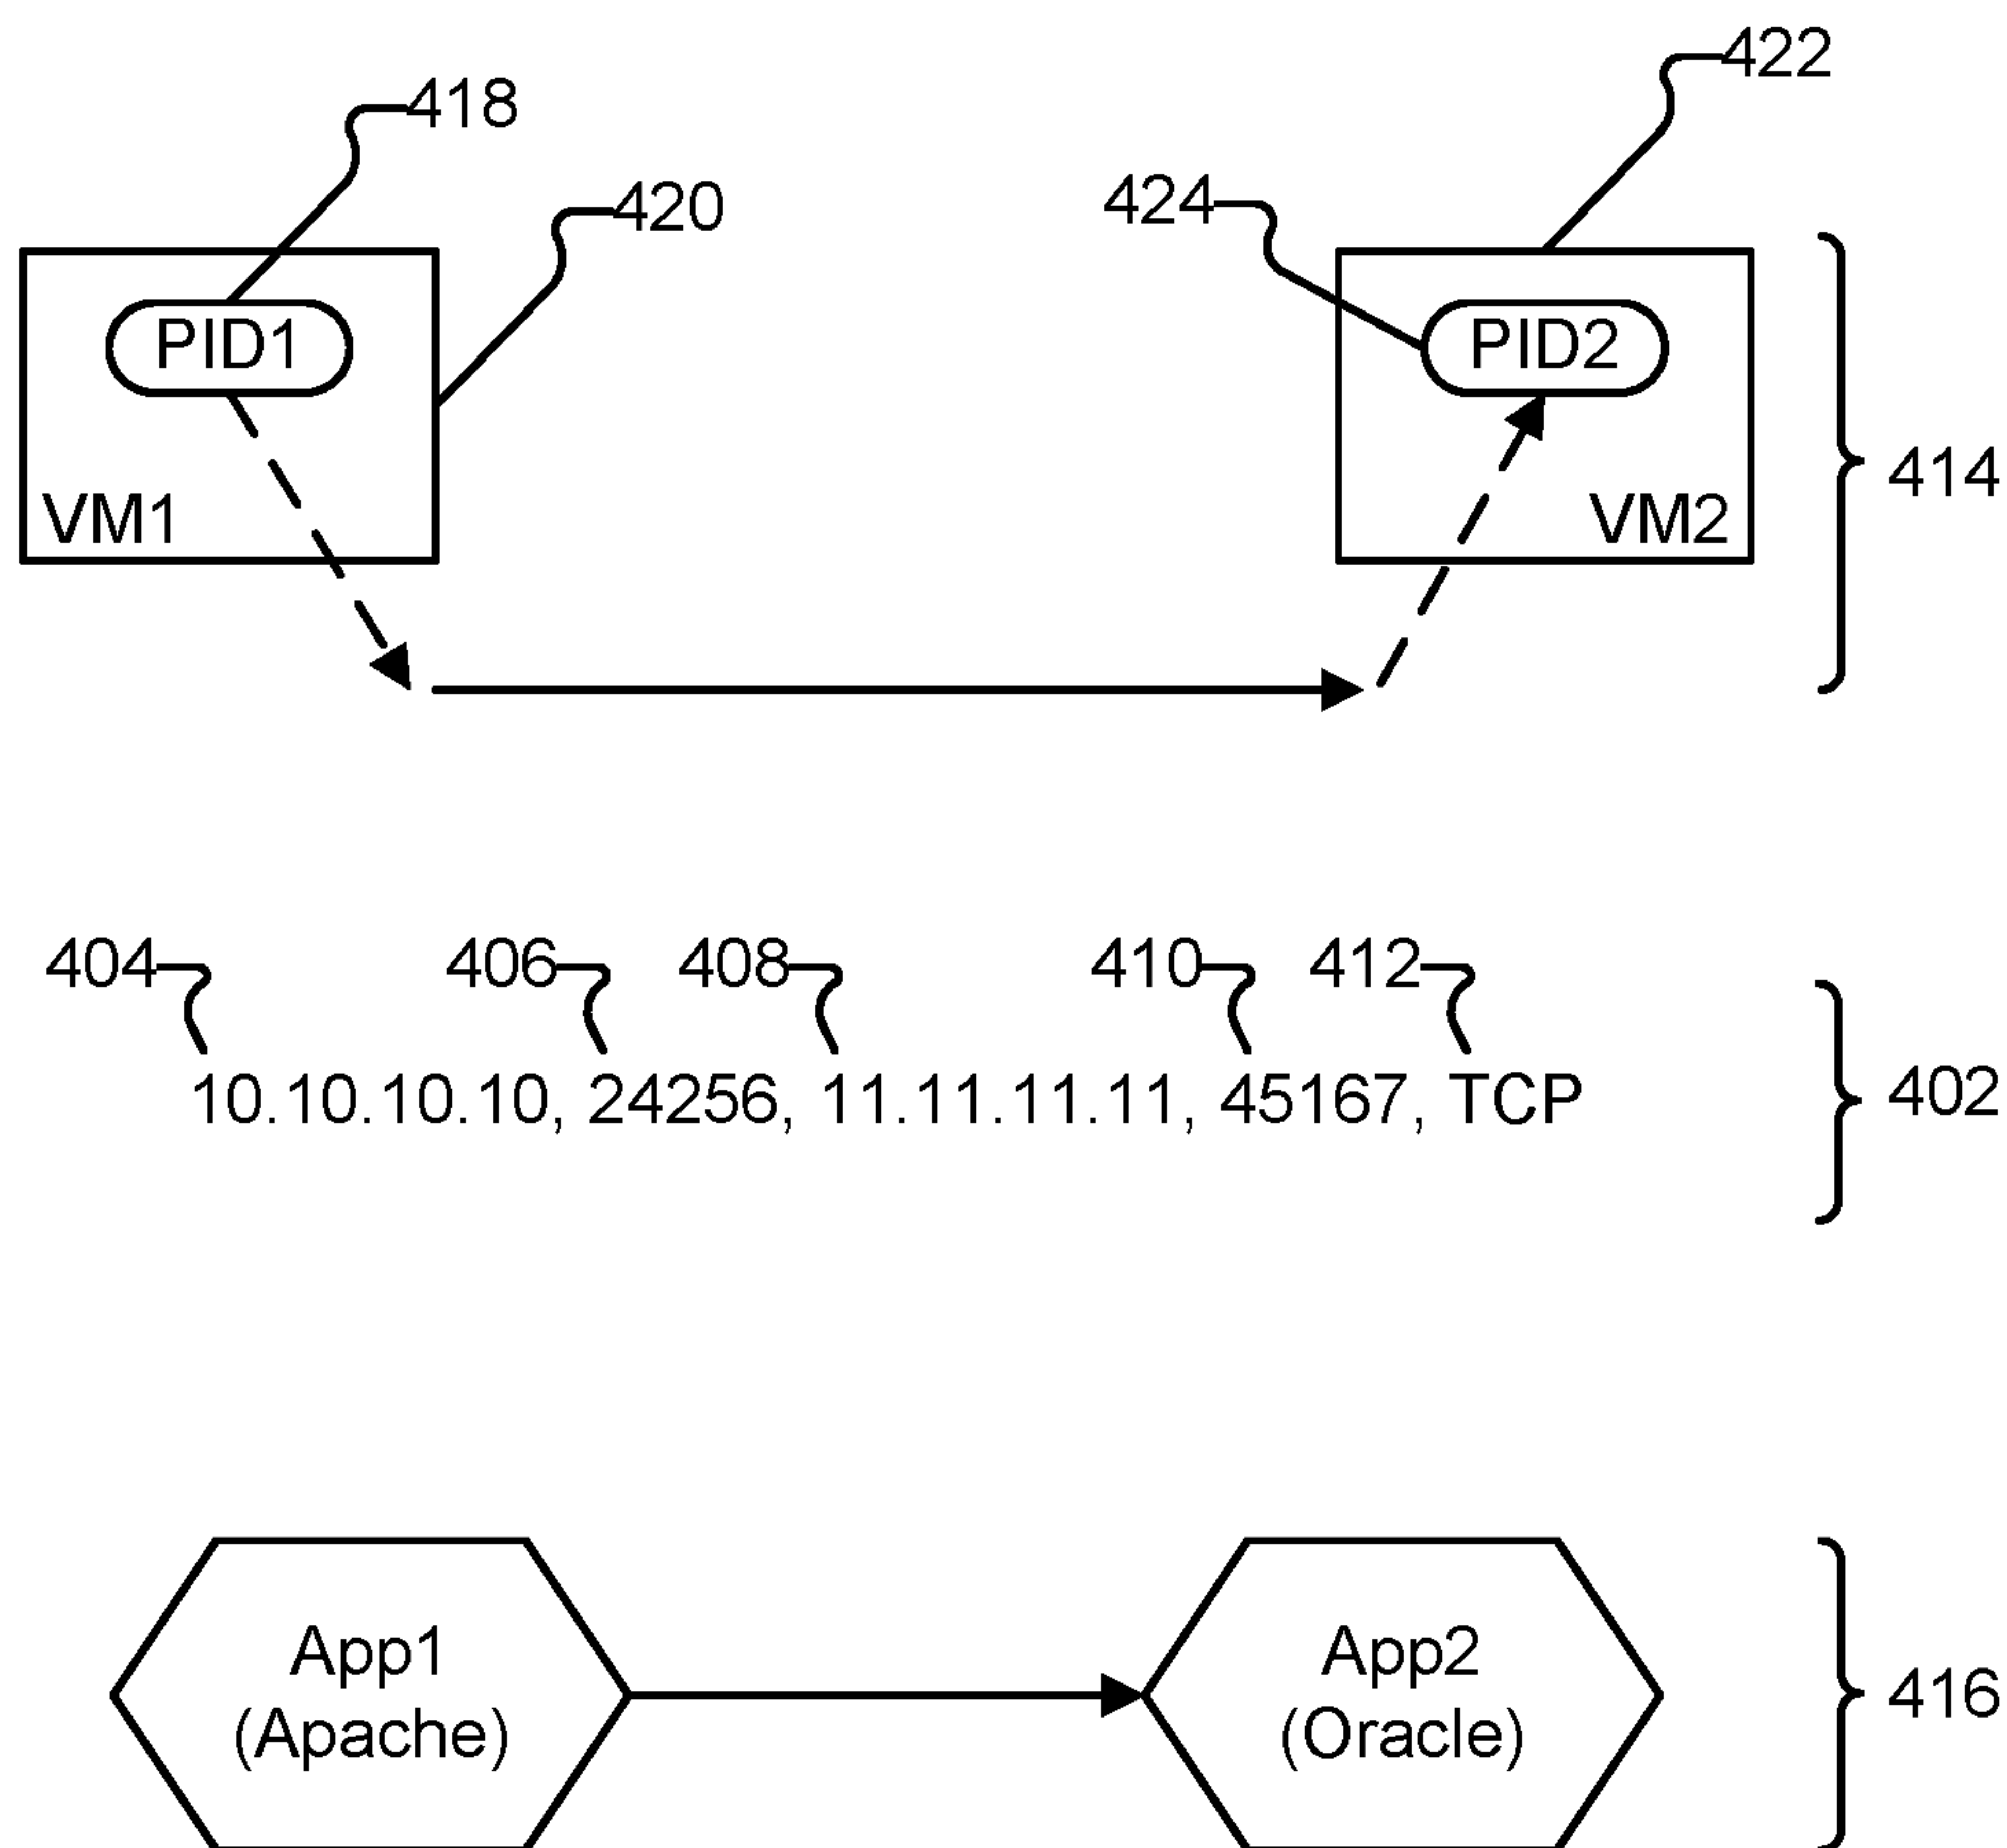 422
418
420
424
PID1
PID2
414
VM1
VM2
404
406
408
410
412
10.10.10.10, 24256, 11.11.11.11, 45167, TCP
402
App1
(Apache)
App2
(Oracle)
416